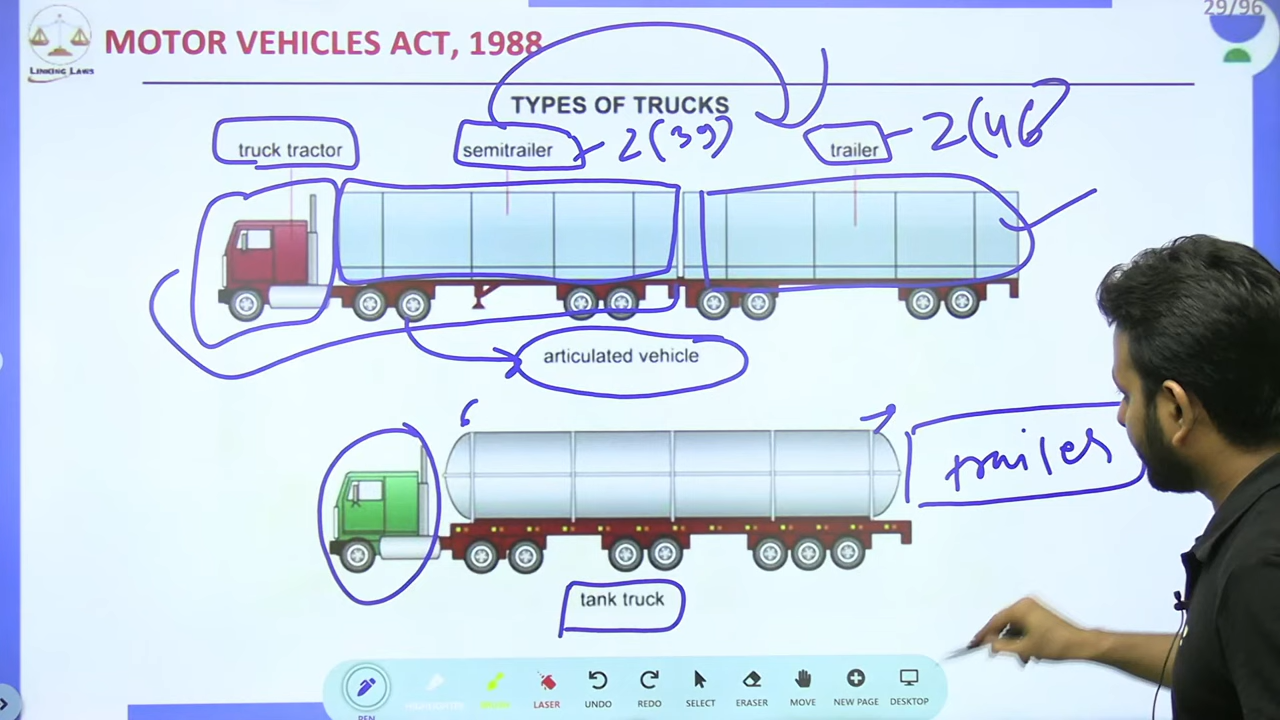 29/96
MOTOR VEHICLES ACT, 1988
LINKING LAWS
TYPES OF TRUCKS
truck tractor
semitrailer - 2(39)
trailer - 2(46)
articulated vehicle
trailer
tank truck
PEN
HIGHLIGHTER
LASER
UNDO
REDO
SELECT
ERASER
MOVE
NEW PAGE
DESKTOP